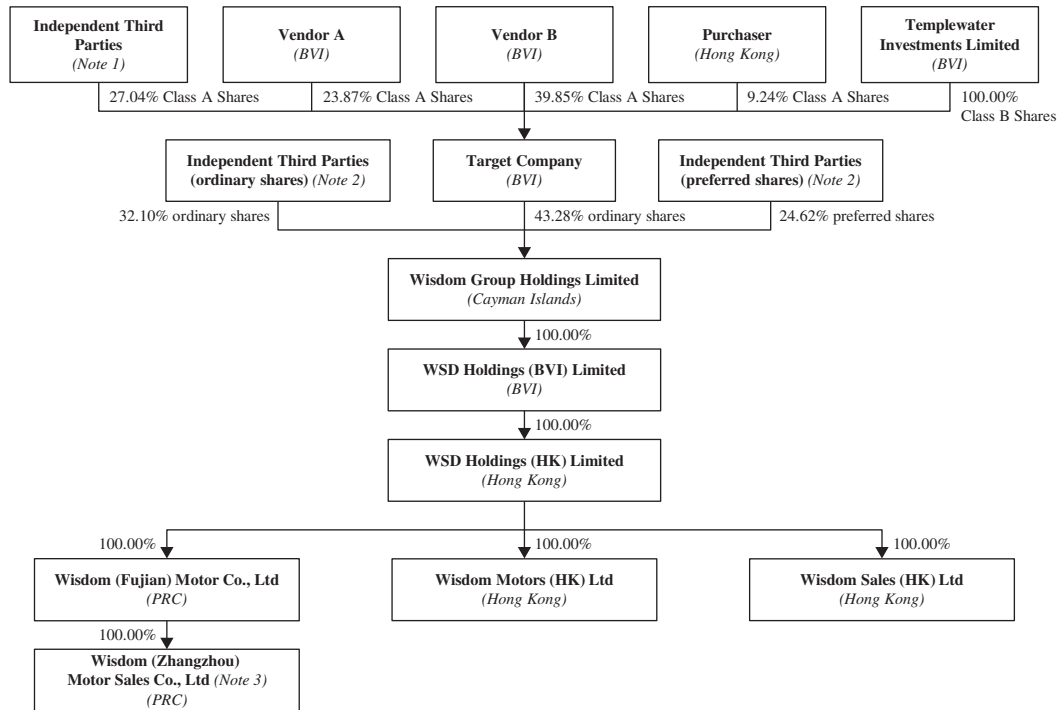 Independent Third
Parties
(Note 1)
Vendor A
(BVI)
Vendor B
(BVI)
Purchaser
(Hong Kong)
Templewater
Investments Limited
(BVI)
27.04% Class A Shares
23.87% Class A Shares
39.85% Class A Shares
9.24% Class A Shares
100.00%
Class B Shares
Independent Third Parties
(ordinary shares) (Note 2)
Target Company
(BVI)
Independent Third Parties
(preferred shares) (Note 2)
32.10% ordinary shares
43.28% ordinary shares
24.62% preferred shares
Wisdom Group Holdings Limited
(Cayman Islands)
100.00%
WSD Holdings (BVI) Limited
(BVI)
100.00%
WSD Holdings (HK) Limited
(Hong Kong)
100.00%
100.00%
100.00%
Wisdom (Fujian) Motor Co., Ltd
(PRC)
Wisdom Motors (HK) Ltd
(Hong Kong)
Wisdom Sales (HK) Ltd
(Hong Kong)
100.00%
Wisdom (Zhangzhou)
Motor Sales Co., Ltd (Note 3)
(PRC)